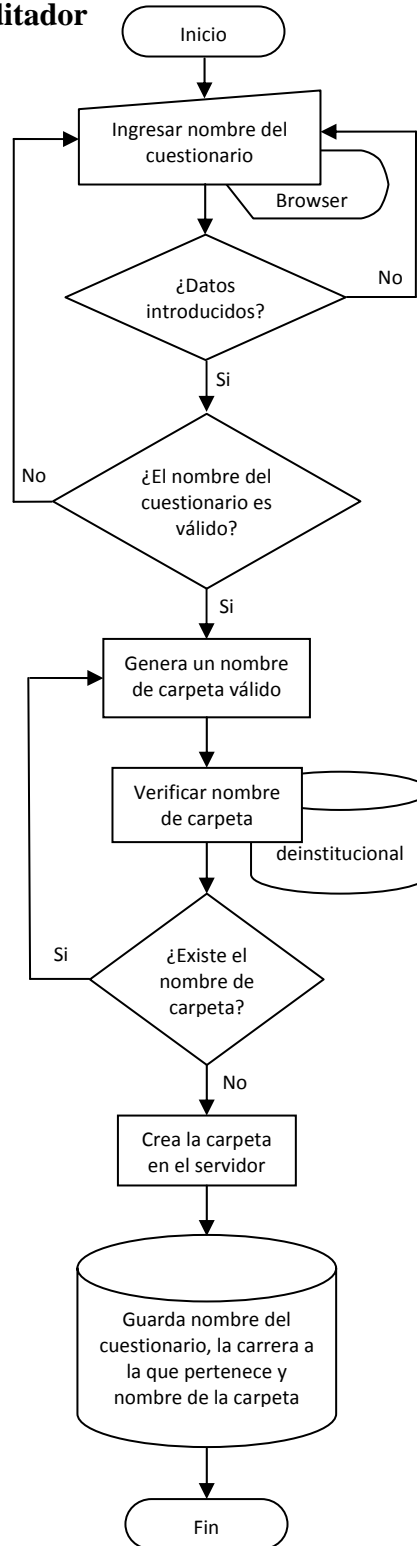 Inicio
Ingresar nombre del
cuestionario
Browser
¿Datos
introducidos?
No
Si
¿El nombre del
cuestionario es
válido?
No
Si
Genera un nombre
de carpeta válido
Verificar nombre
de carpeta
deinstitucional
¿Existe el
nombre de
carpeta?
Si
No
Crea la carpeta
en el servidor
Guarda nombre del
cuestionario, la carrera a
la que pertenece y
nombre de la carpeta
Fin